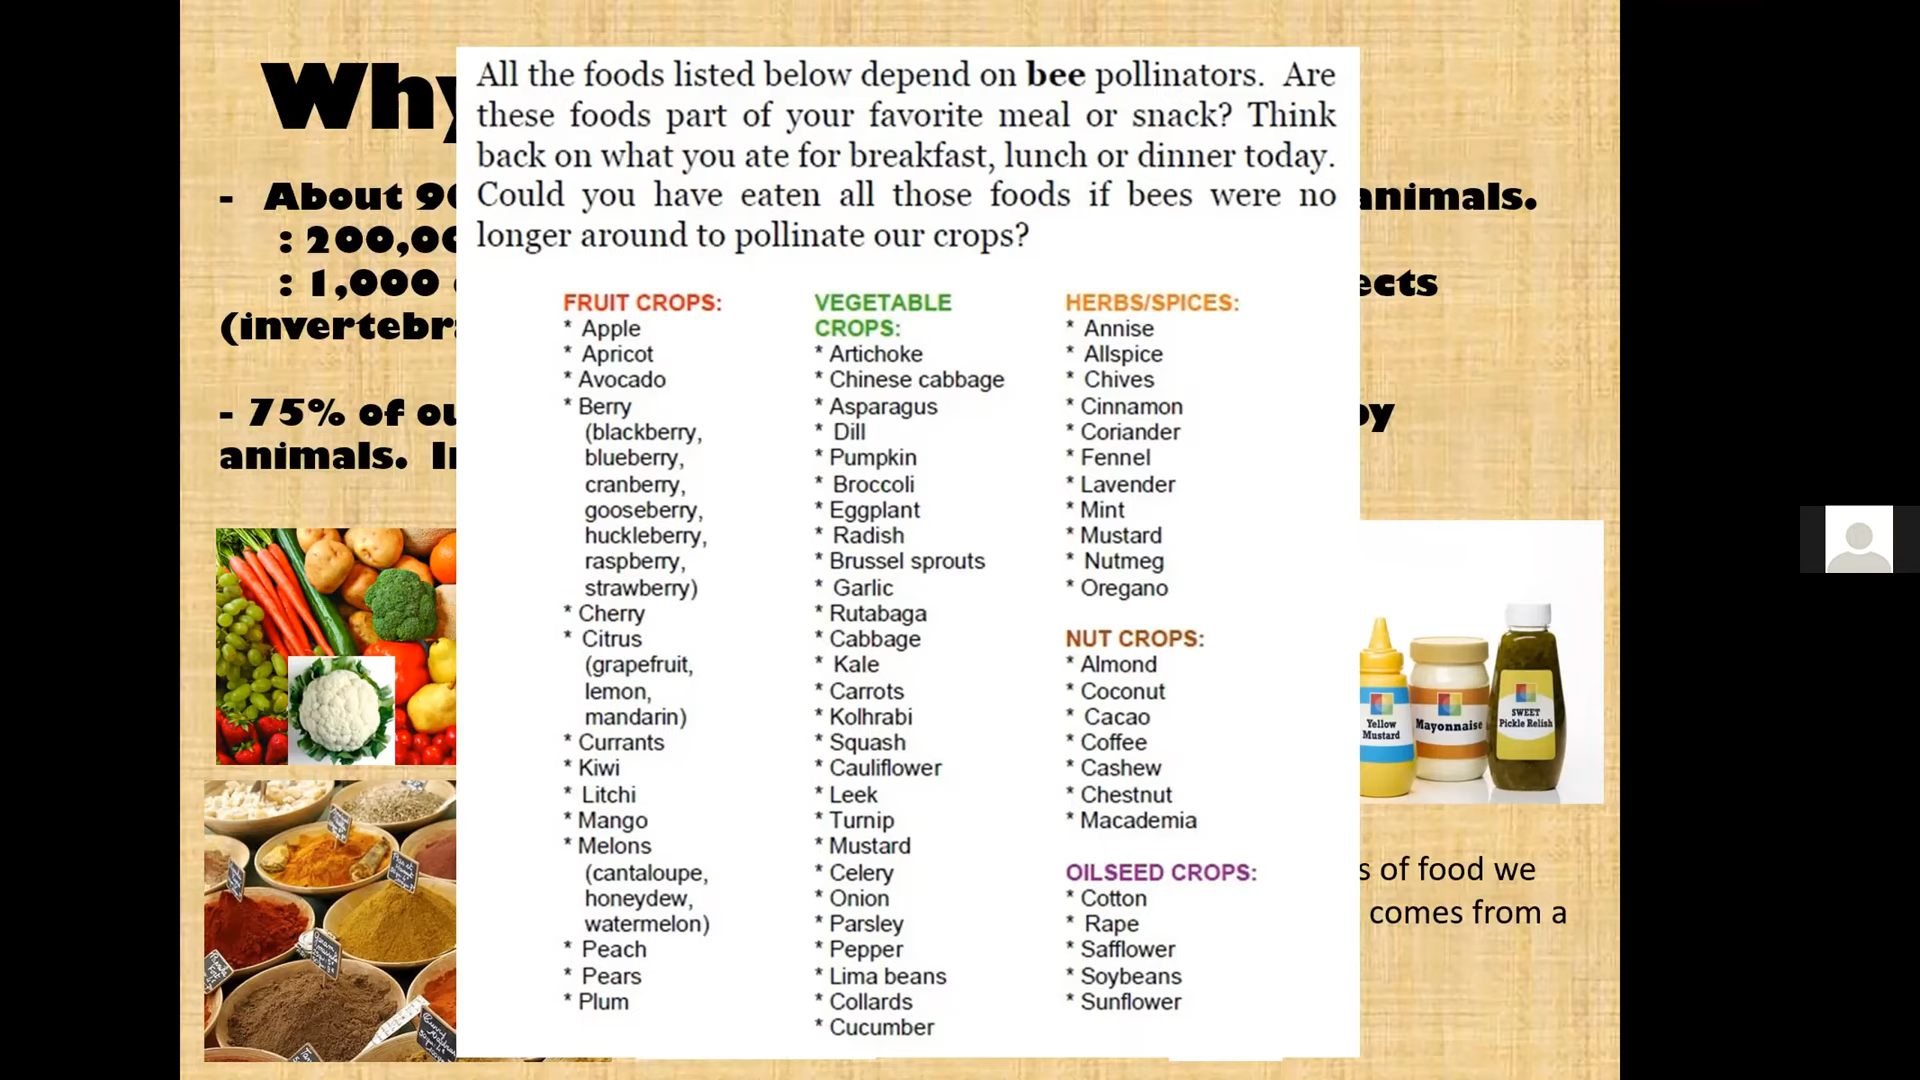 Why
- About 90
animals.
: 200,00
: 1,000
ects
(invertebr
- 75% of ou
by
animals. In
All the foods listed below depend on bee pollinators. Are
these foods part of your favorite meal or snack? Think
back on what you ate for breakfast, lunch or dinner today.
Could you have eaten all those foods if bees were no
longer around to pollinate our crops?
FRUIT CROPS:
* Apple
* Apricot
* Avocado
* Berry
(blackberry,
blueberry,
cranberry,
gooseberry,
huckleberry,
raspberry,
strawberry)
* Cherry
* Citrus
(grapefruit,
lemon,
mandarin)
* Currants
* Kiwi
* Litchi
* Mango
* Melons
(cantaloupe,
honeydew,
watermelon)
* Peach
* Pears
* Plum
VEGETABLE
CROPS:
* Artichoke
* Chinese cabbage
* Asparagus
* Dill
* Pumpkin
* Broccoli
* Eggplant
* Radish
* Brussel sprouts
* Garlic
* Rutabaga
* Cabbage
* Kale
* Carrots
* Kolhrabi
* Squash
* Cauliflower
* Leek
* Turnip
* Mustard
* Celery
* Onion
* Parsley
* Pepper
* Lima beans
* Collards
* Cucumber
HERBS/SPICES:
* Annise
* Allspice
* Chives
* Cinnamon
* Coriander
* Fennel
* Lavender
* Mint
* Mustard
* Nutmeg
* Oregano
NUT CROPS:
* Almond
* Coconut
* Cacao
* Coffee
* Cashew
* Chestnut
* Macademia
OILSEED CROPS:
* Cotton
* Rape
* Safflower
* Soybeans
* Sunflower
Yellow
Mustard
Mayonnaise
SWEET
Pickle Relish
s of food we
comes from a